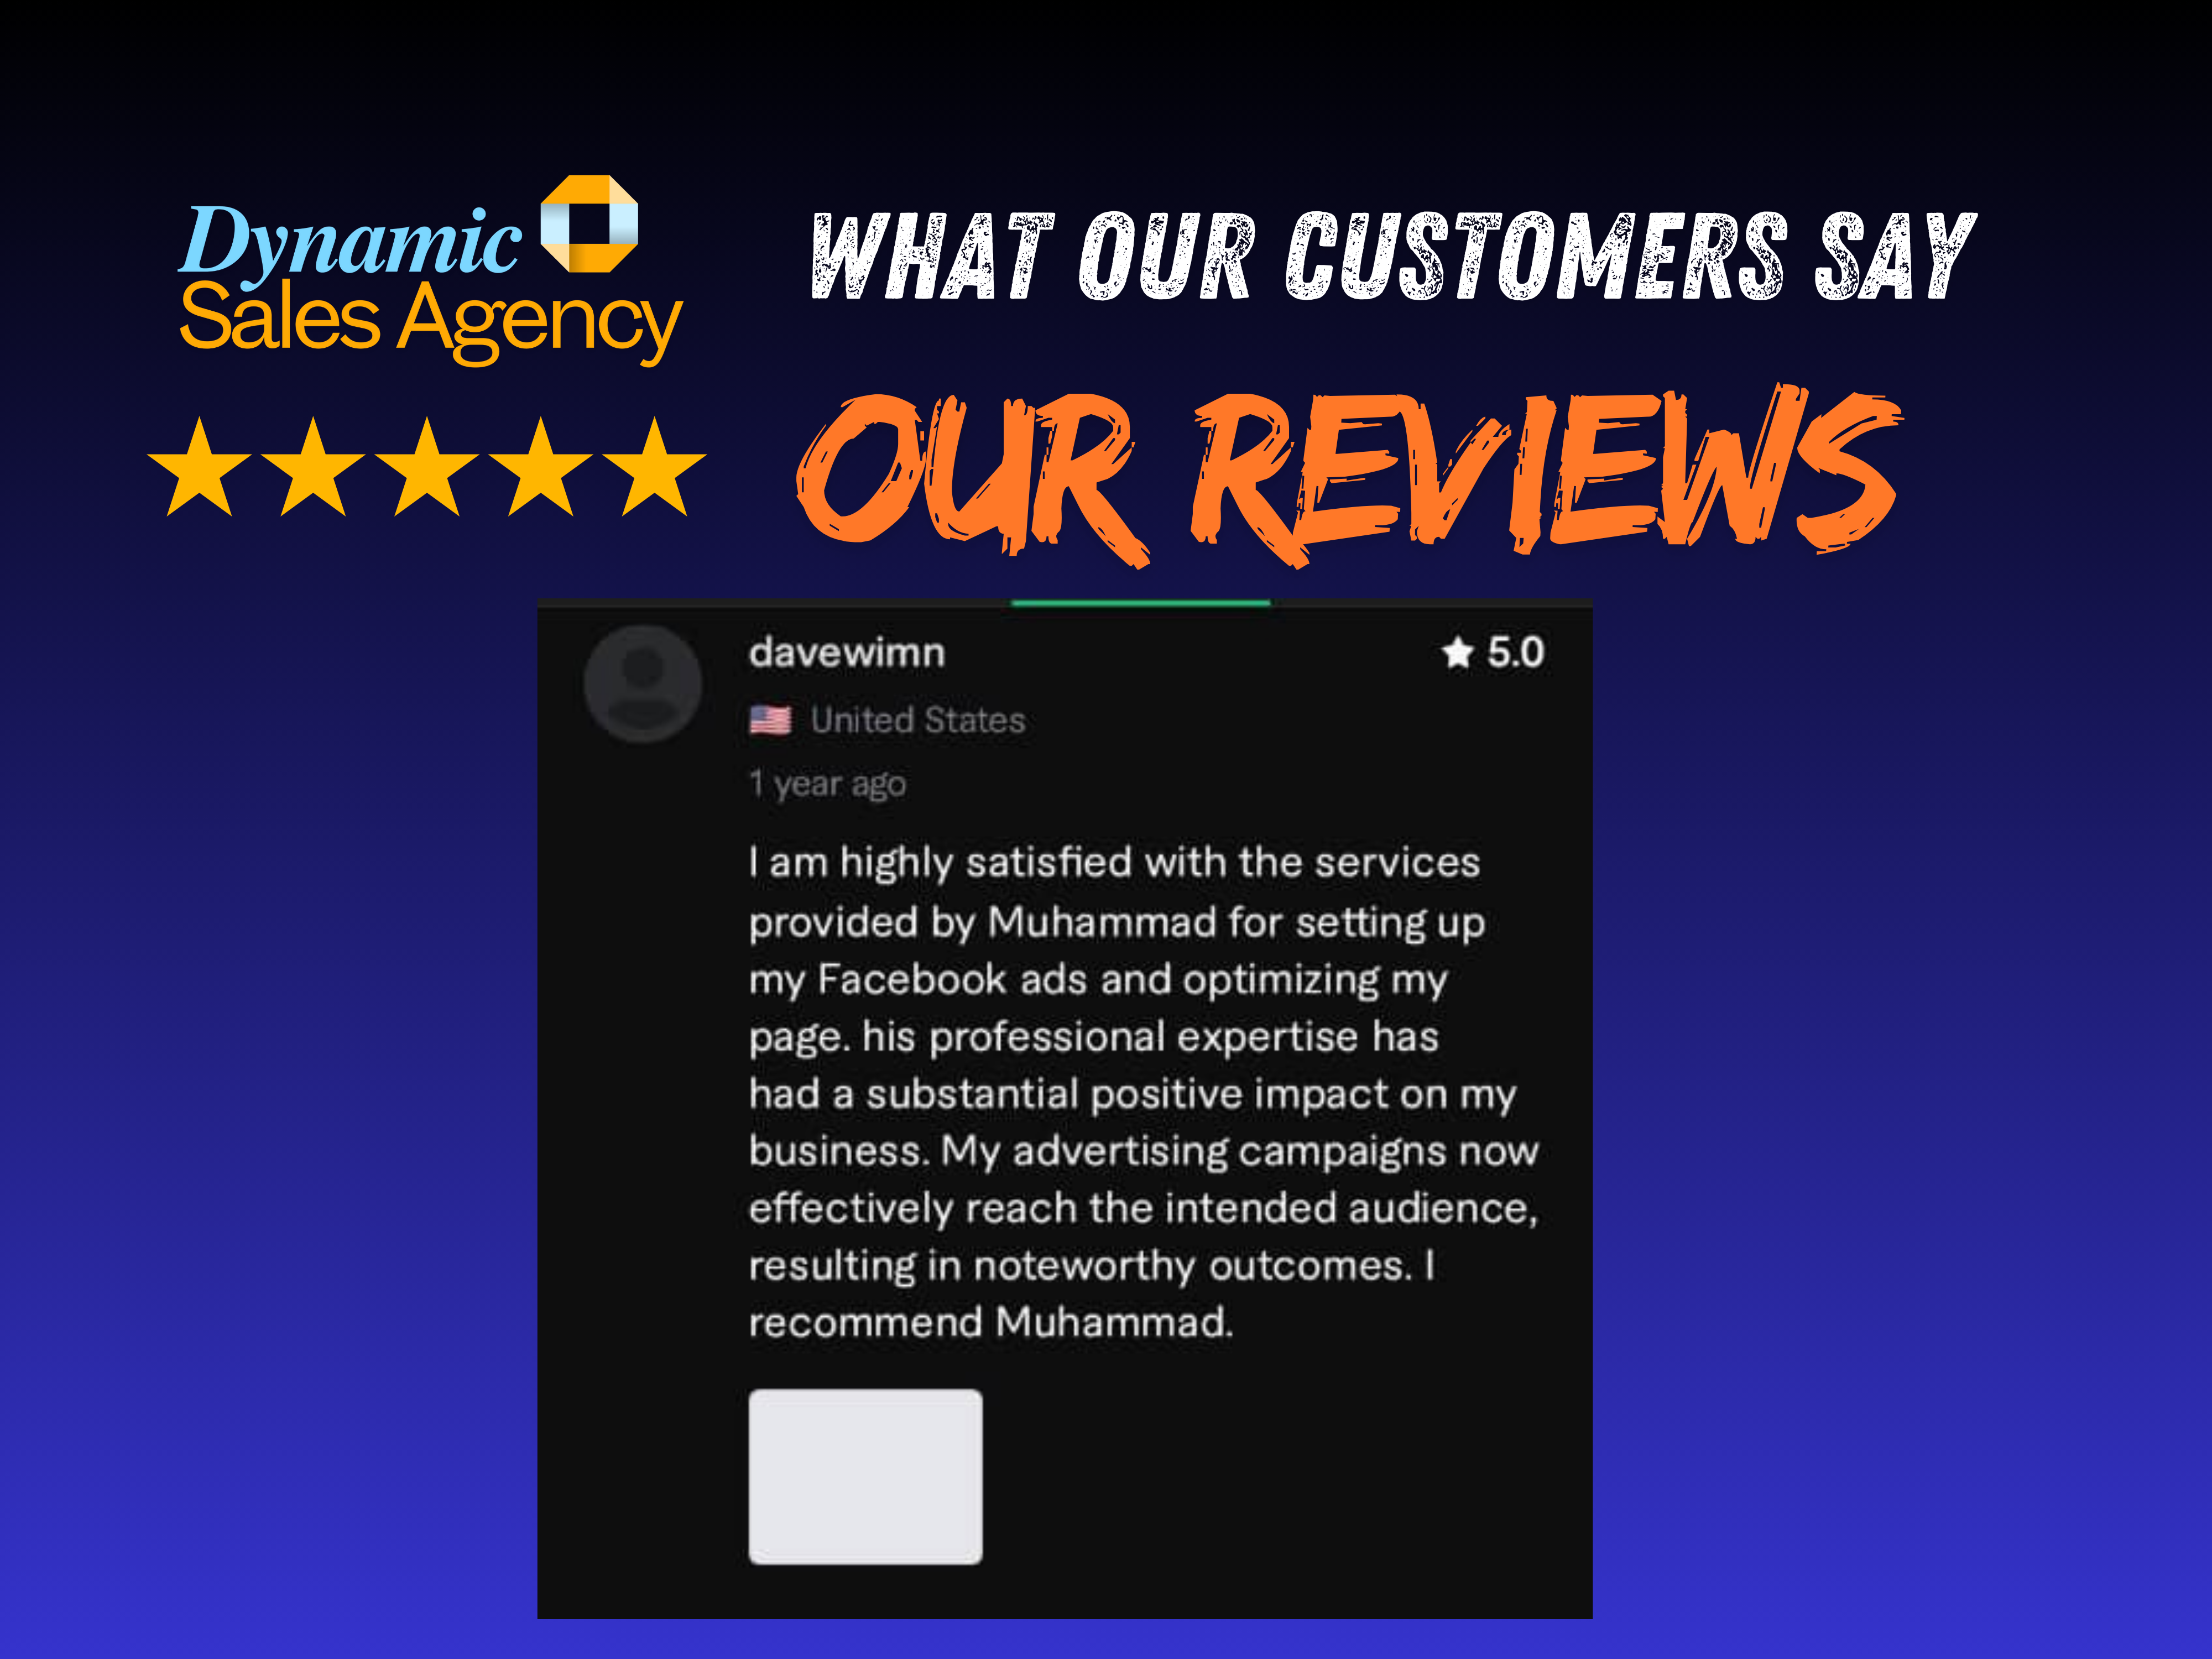 Dynamic
Sales Agency
WHAT OUR CUSTOMERS SAY
OUR REVIEWS
davewimn
5.0
United States
1 year ago
I am highly satisfied with the services
provided by Muhammad for setting up
my Facebook ads and optimizing my
page. his professional expertise has
had a substantial positive impact on my
business. My advertising campaigns now
effectively reach the intended audience,
resulting in noteworthy outcomes. I
recommend Muhammad.